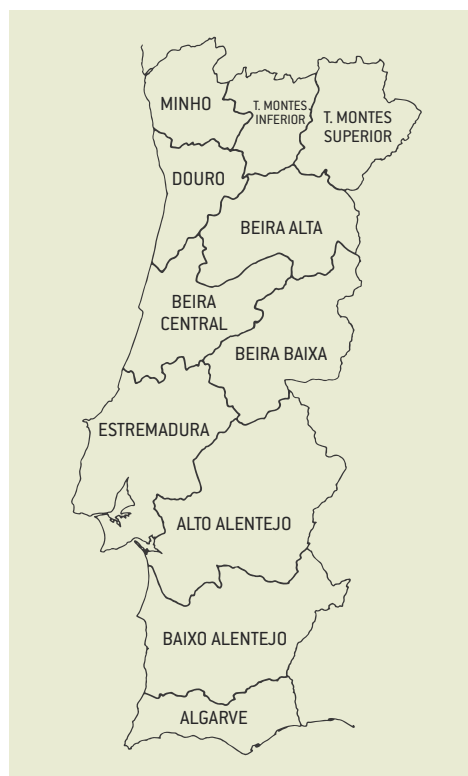 MINHO
T. MONTES
INFERIOR
T. MONTES
SUPERIOR
DOURO
BEIRA ALTA
BEIRA
CENTRAL
BEIRA BAIXA
ESTREMADURA
ALTO ALENTEJO
BAIXO ALENTEJO
ALGARVE